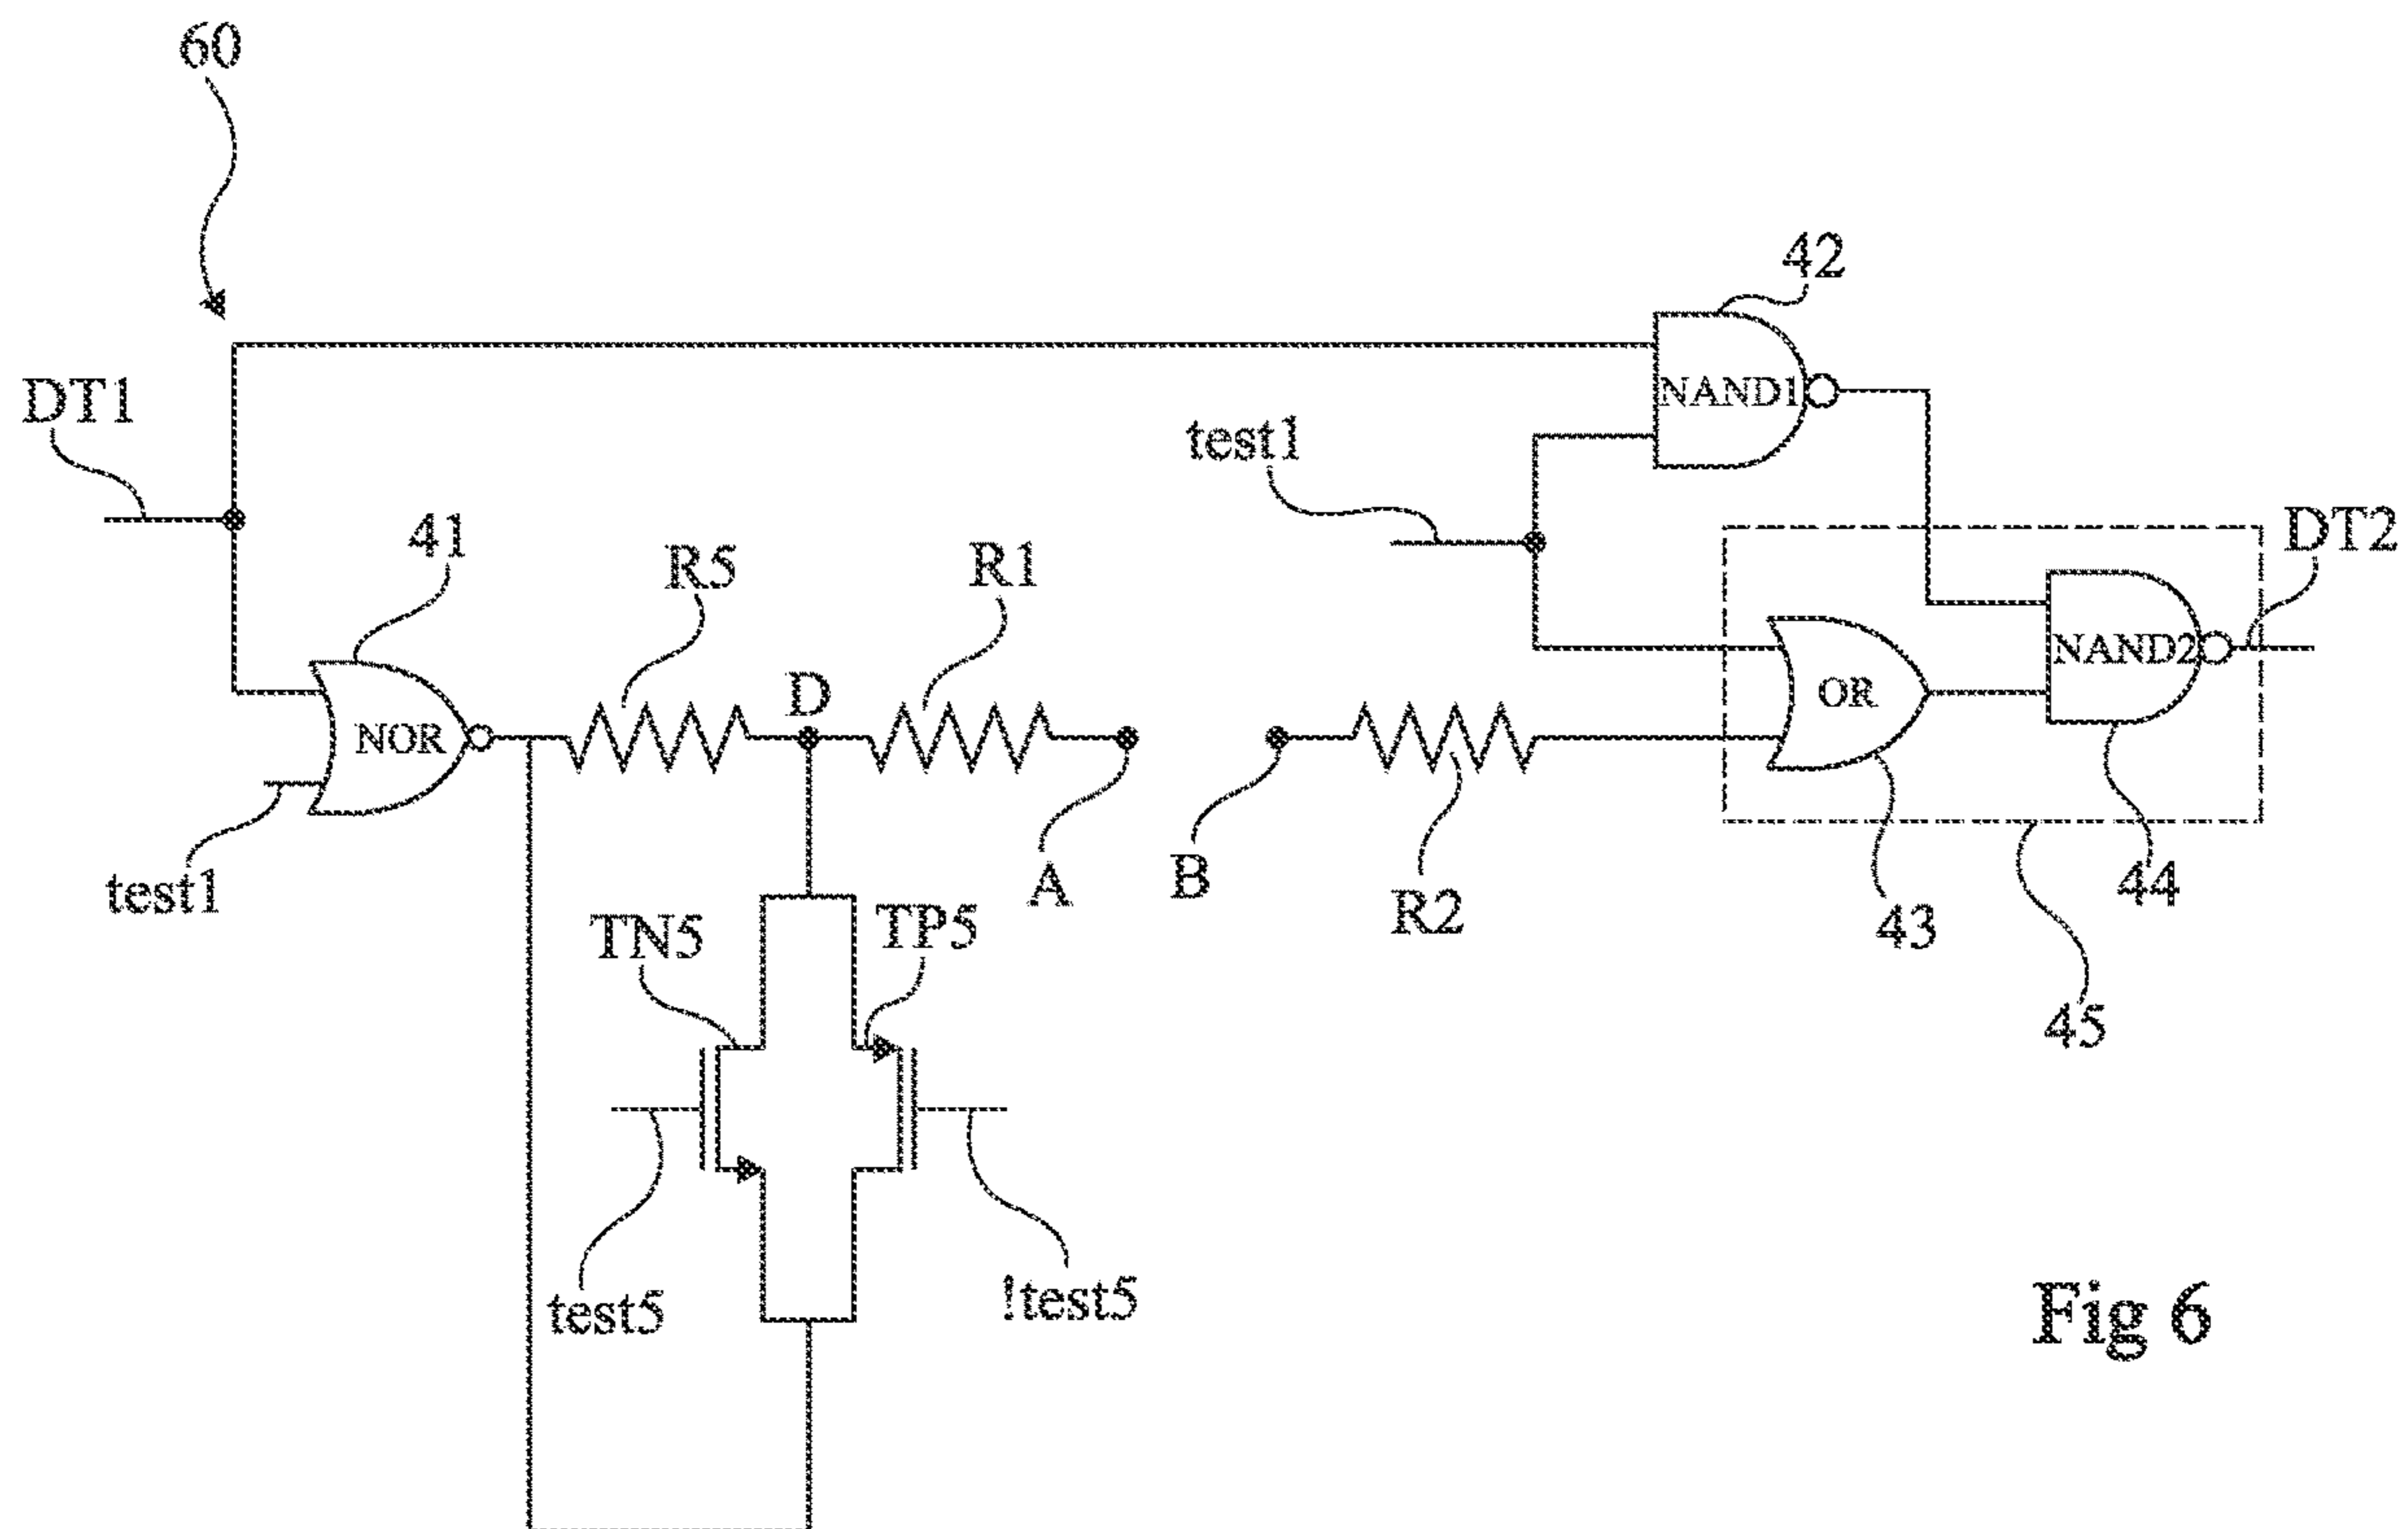 60
42
DT1
NAND1
test1
DT2
41
R5
R1
NAND2
D
OR
NOR
test1
A
B
R2
44
43
TN5
TP5
45
test5
!test5
Fig 6